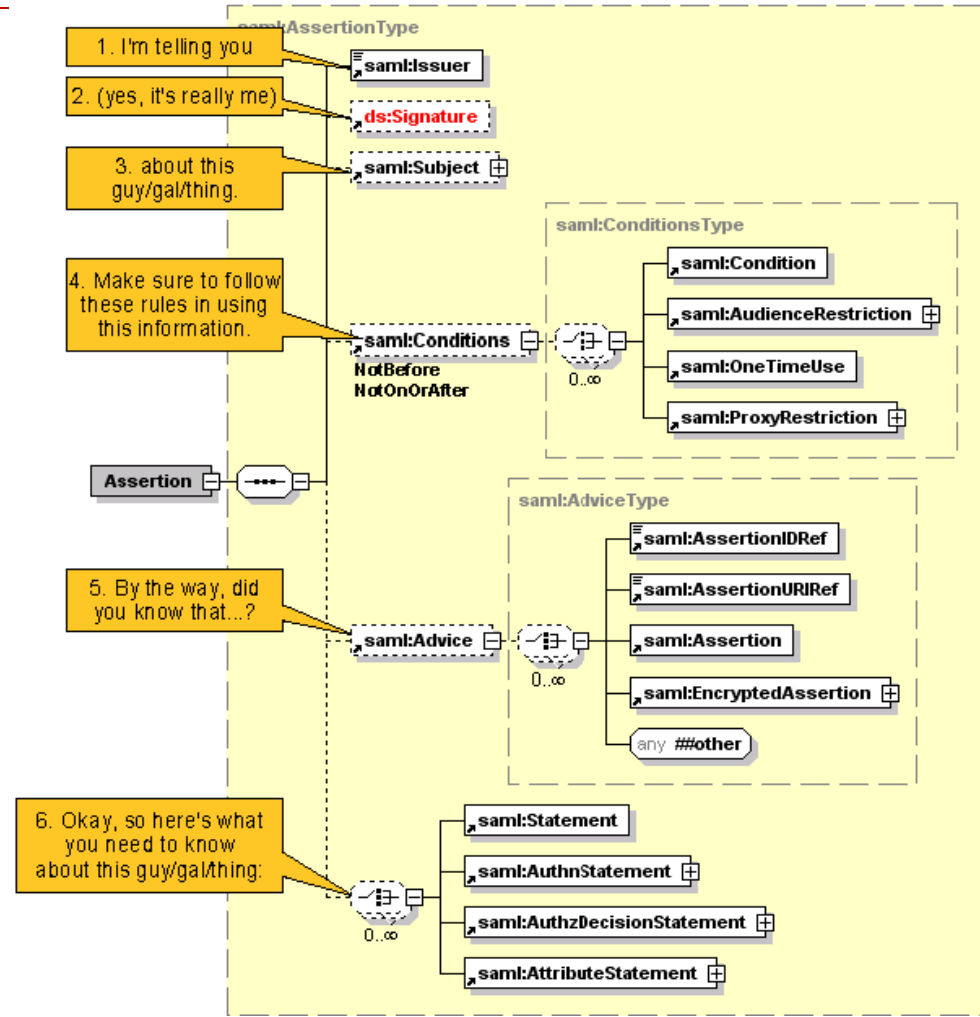 saml:AssertionType
1. I'm telling you
saml:Issuer
2. (yes, it's really me)
ds:Signature
3. about this
guy/gal/thing.
saml:Subject
saml:ConditionsType
saml:Condition
4. Make sure to follow
these rules in using
this information.
saml:AudienceRestriction
saml:Conditions
0..∞
NotBefore
NotOnOrAfter
saml:OneTimeUse
saml:ProxyRestriction
Assertion
saml:AdviceType
saml:AssertionIDRef
5. By the way, did
you know that...?
saml:AssertionURIRef
saml:Advice
0..∞
saml:Assertion
saml:EncryptedAssertion
any ##other
6. Okay, so here's what
you need to know
about this guy/gal/thing:
0..∞
saml:Statement
saml:AuthnStatement
saml:AuthzDecisionStatement
saml:AttributeStatement